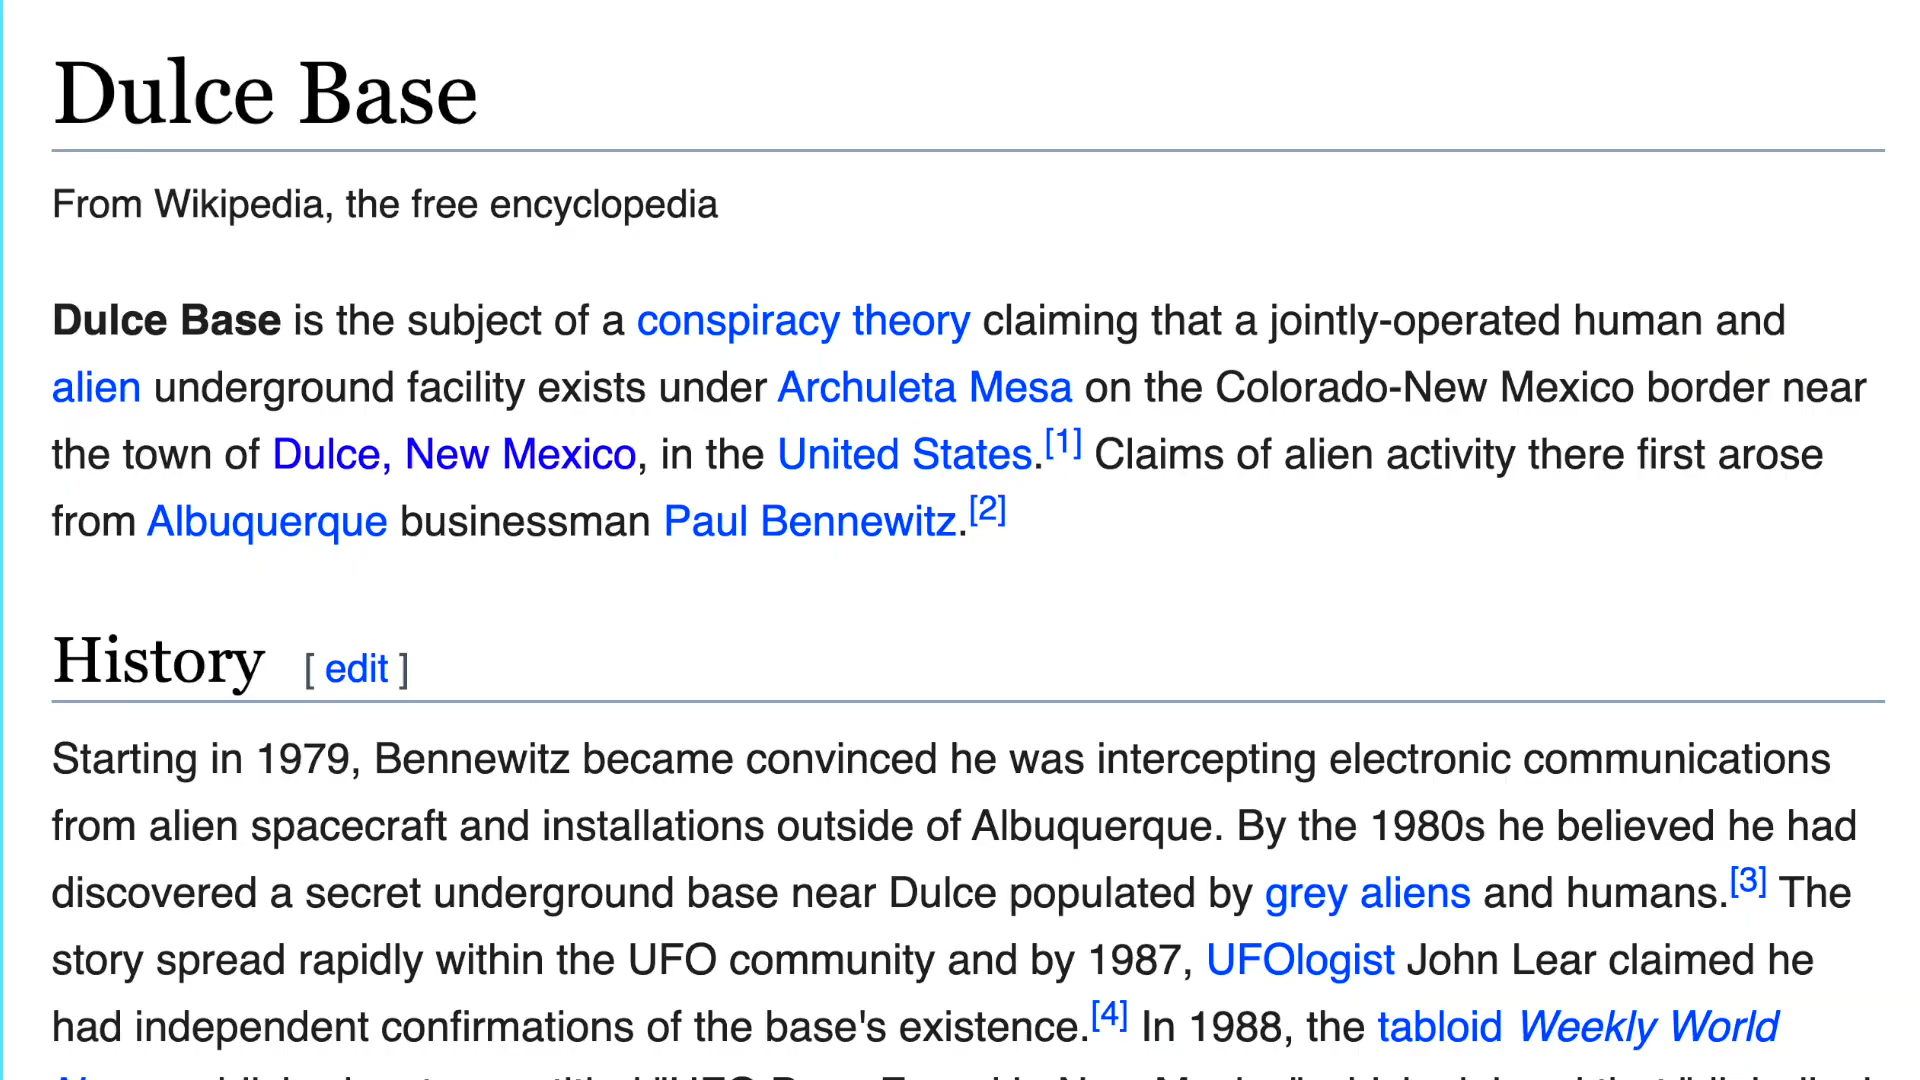 Dulce Base
From Wikipedia, the free encyclopedia
Dulce Base is the subject of a conspiracy theory claiming that a jointly-operated human and
alien underground facility exists under Archuleta Mesa on the Colorado-New Mexico border near
the town of Dulce, New Mexico, in the United States.[1] Claims of alien activity there first arose
from Albuquerque businessman Paul Bennewitz.[2]
History [ edit ]
Starting in 1979, Bennewitz became convinced he was intercepting electronic communications
from alien spacecraft and installations outside of Albuquerque. By the 1980s he believed he had
discovered a secret underground base near Dulce populated by grey aliens and humans.[3] The
story spread rapidly within the UFO community and by 1987, UFOlogist John Lear claimed he
had independent confirmations of the base's existence.[4] In 1988, the tabloid Weekly World